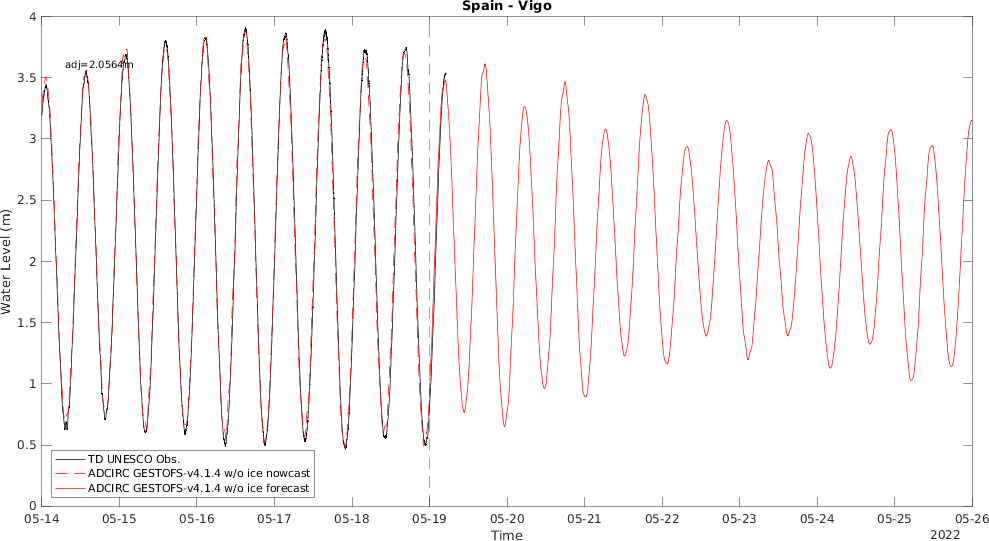 Spain - Vigo
adj=2.0564m
Water Level (m)
4
3.5
3
2.5
2
1.5
1
0.5
0
TD UNESCO Obs.
ADCIRC GESTOFS-v4.1.4 w/o ice nowcast
ADCIRC GESTOFS-v4.1.4 w/o ice forecast
05-14 05-15 05-16 05-17 05-18 05-19 05-20 05-21 05-22 05-23 05-24 05-25 05-26
Time
2022